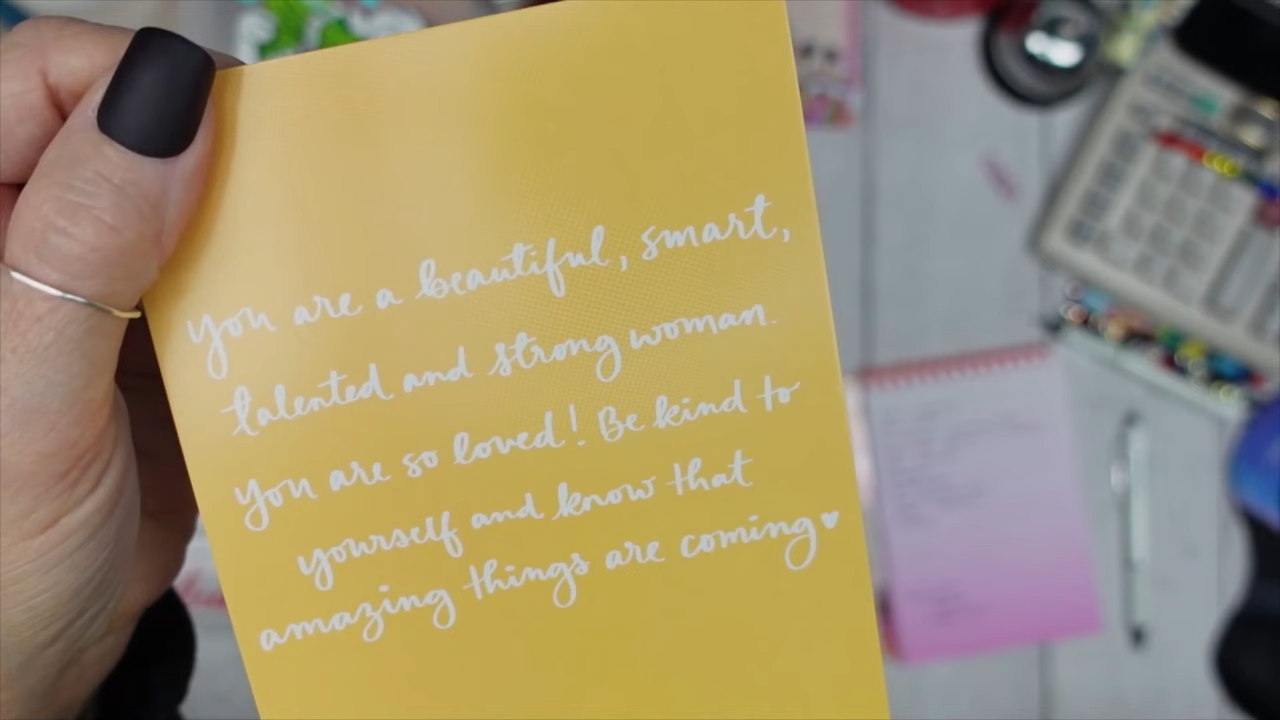 You are a beautiful, smart,
talented and strong woman.
You are so loved! Be kind to
yourself and know that
amazing things are coming♥